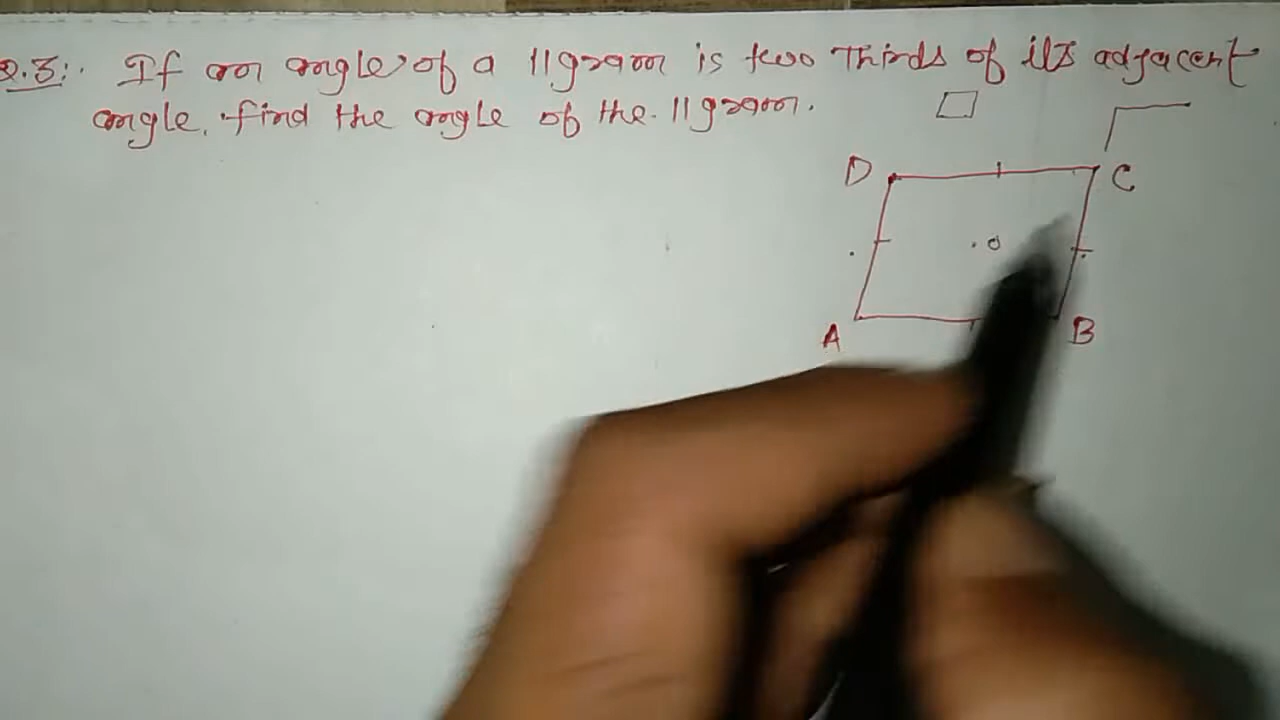 Q.3:. If an angle of a ||gram is two Thirds of its adjacent
angle, find the angle of the ||gram.
D C
. o
A B